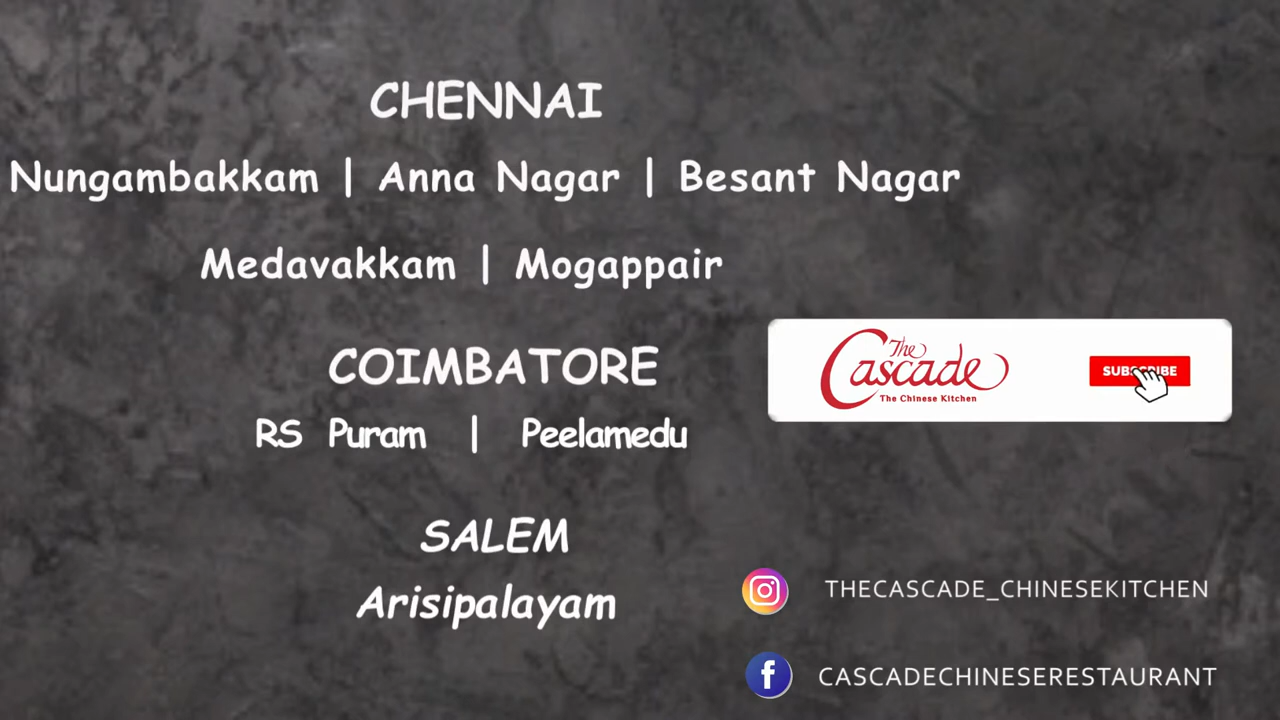 CHENNAI
Nungambakkam | Anna Nagar | Besant Nagar
Medavakkam | Mogappair
COIMBATORE
RS Puram | Peelamedu
SALEM
Arisipalayam
The
Cascade
The Chinese Kitchen
SUBSCRIBE
THECASCADE_CHINESEKITCHEN
CASCADECHINESERESTAURANT